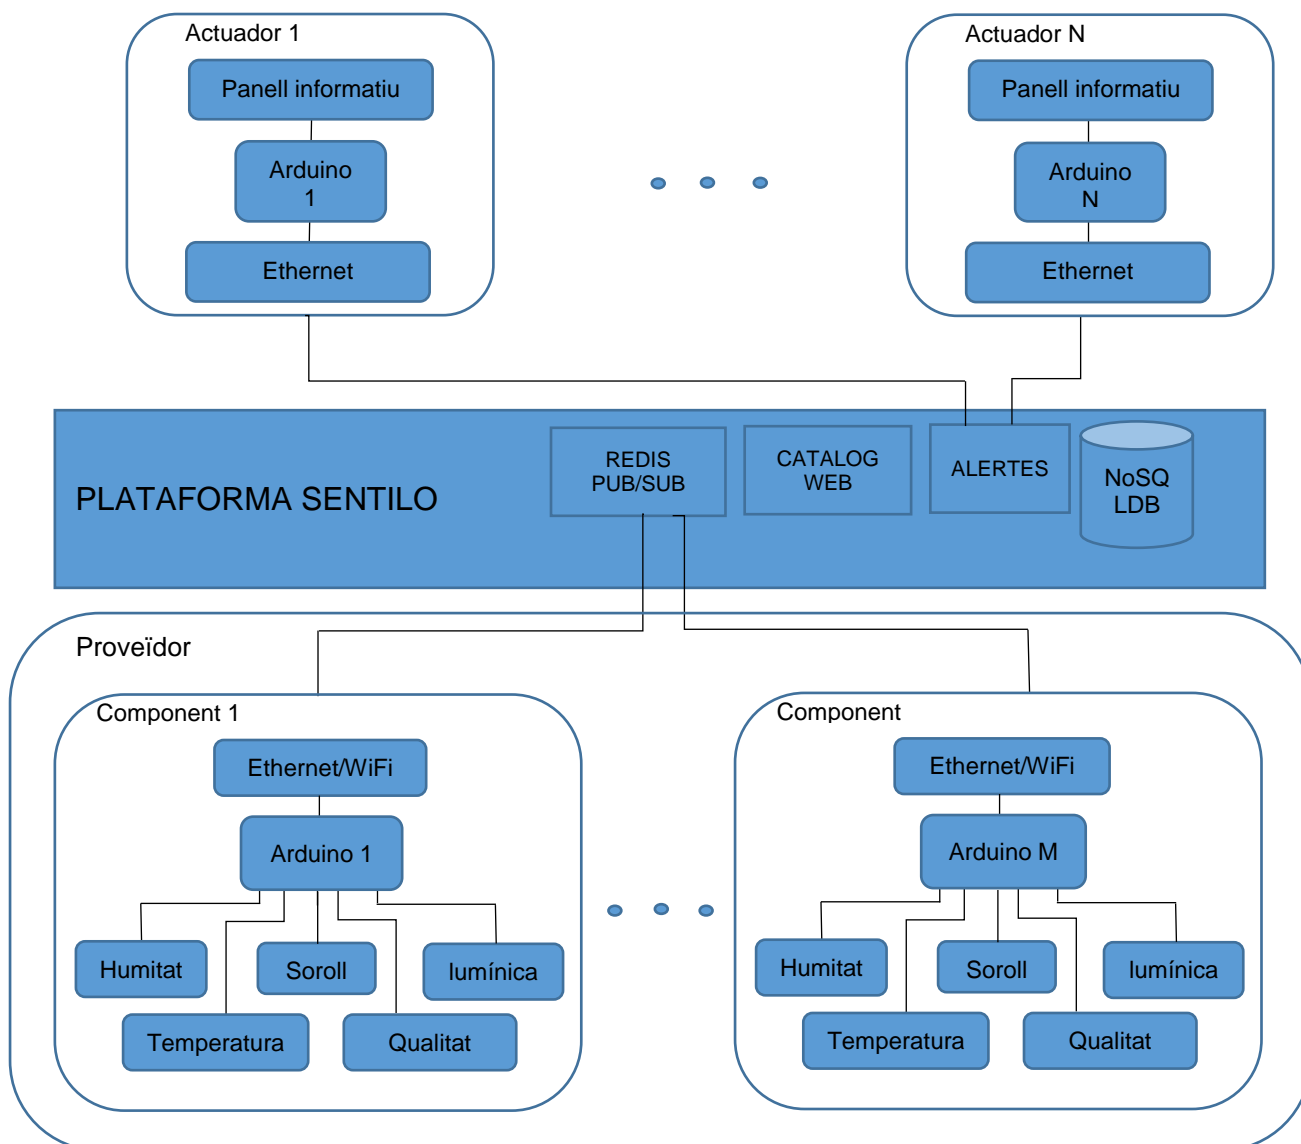 Actuador 1
Panell informatiu
Arduino
1
Ethernet
Actuador N
Panell informatiu
Arduino
N
Ethernet
PLATAFORMA SENTILO
REDIS
PUB/SUB
CATALOG
WEB
ALERTES
NoSQ
LDB
Proveïdor
Component 1
Ethernet/WiFi
Arduino 1
Humitat
Soroll
lumínica
Temperatura
Qualitat
Component
Ethernet/WiFi
Arduino M
Humitat
Soroll
lumínica
Temperatura
Qualitat